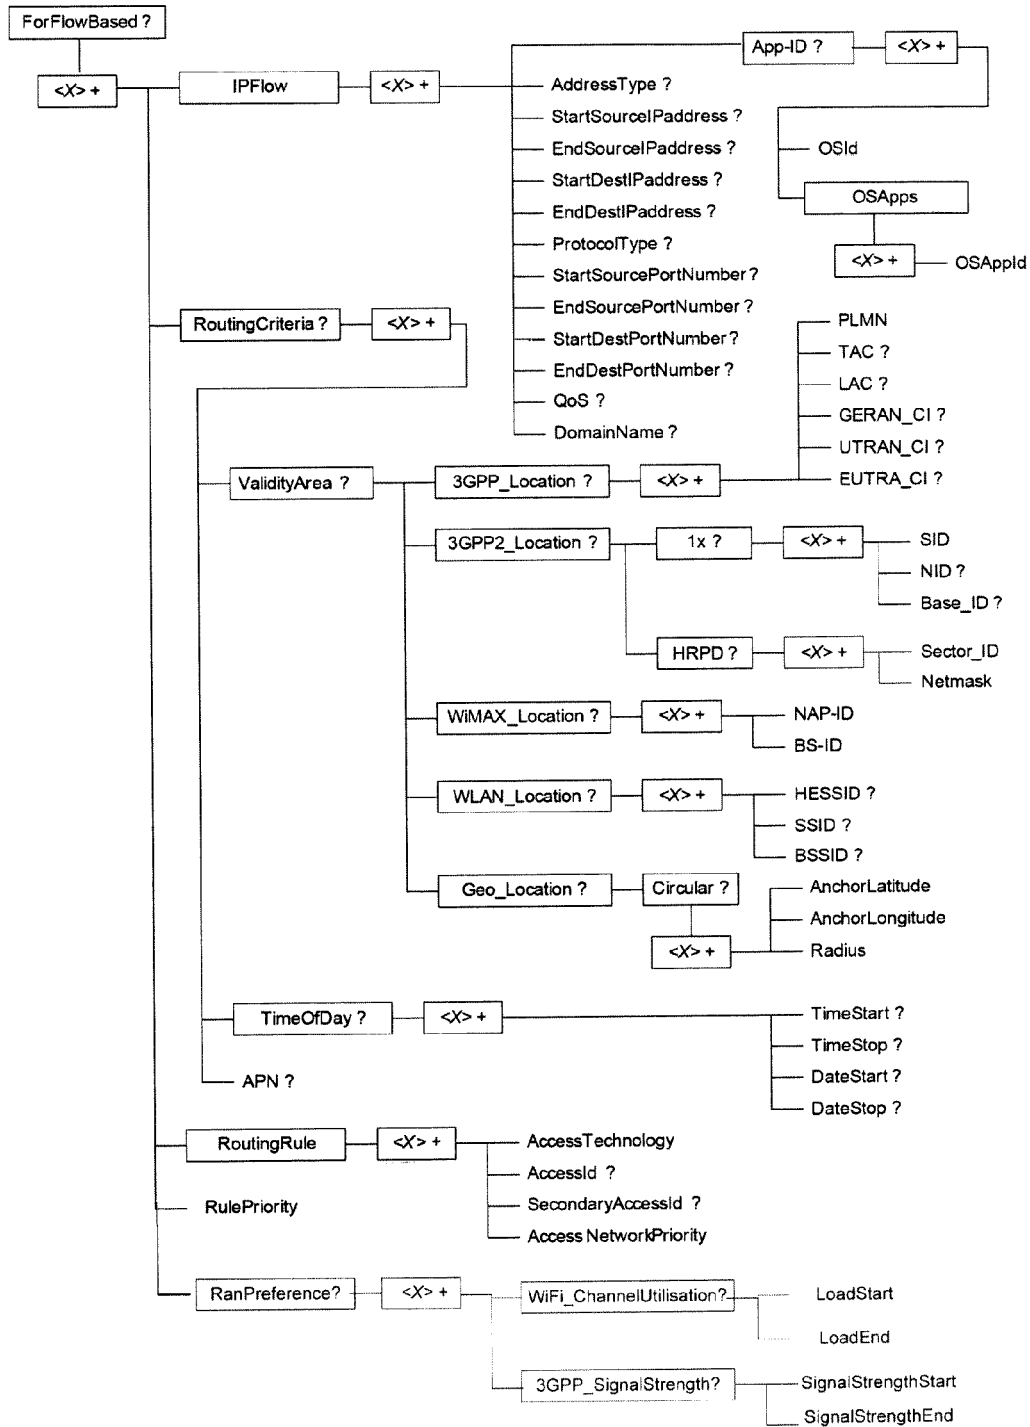 ForFlowBased ?
<X> +
IPFlow
<X> +
App-ID ?
<X> +
OSId
OSApps
<X> +
OSAppId
AddressType ?
StartSourceIPaddress ?
EndSourceIPaddress ?
StartDestIPaddress ?
EndDestIPaddress ?
ProtocolType ?
StartSourcePortNumber ?
EndSourcePortNumber ?
StartDestPortNumber ?
EndDestPortNumber ?
QoS ?
DomainName ?
RoutingCriteria ?
<X> +
ValidityArea ?
3GPP_Location ?
<X> +
PLMN
TAC ?
LAC ?
GERAN_CI ?
UTRAN_CI ?
EUTRA_CI ?
3GPP2_Location ?
1x ?
<X> +
SID
NID ?
Base_ID ?
HRPD ?
<X> +
Sector_ID
Netmask
WiMAX_Location ?
<X> +
NAP-ID
BS-ID
WLAN_Location ?
<X> +
HESSID ?
SSID ?
BSSID ?
Geo_Location ?
Circular ?
<X> +
AnchorLatitude
AnchorLongitude
Radius
TimeOfDay ?
<X> +
TimeStart ?
TimeStop ?
DateStart ?
DateStop ?
APN ?
RoutingRule
<X> +
AccessTechnology
AccessId ?
SecondaryAccessId ?
AccessNetworkPriority
RulePriority
RanPreference?
<X> +
WiFi_ChannelUtilisation?
LoadStart
LoadEnd
3GPP_SignalStrength?
SignalStrengthStart
SignalStrengthEnd